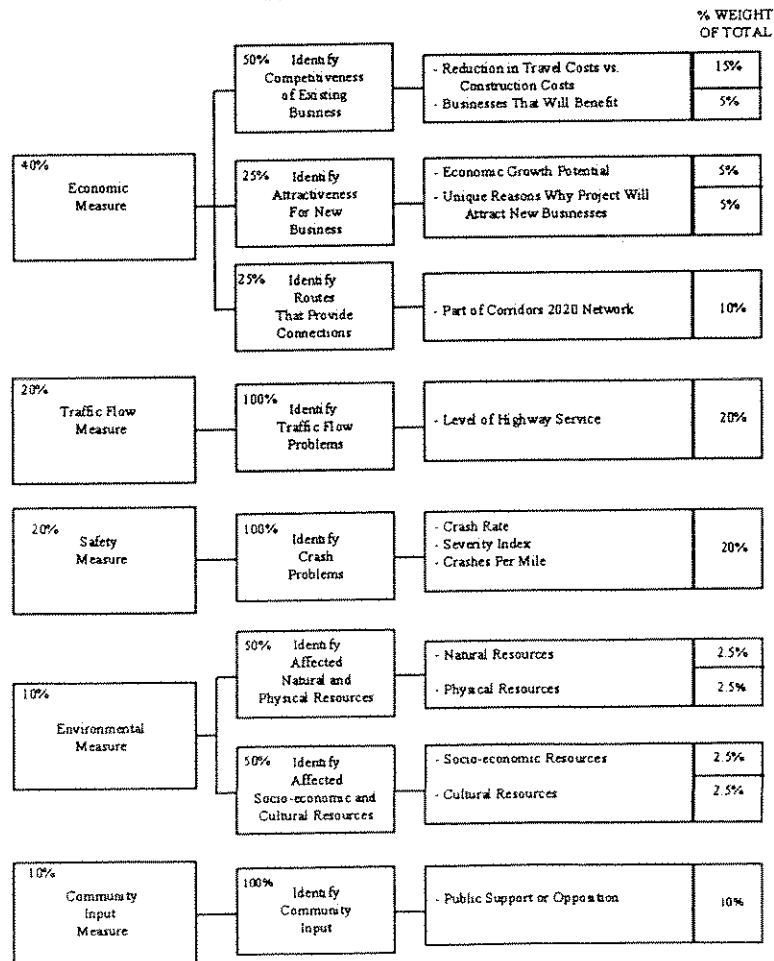 % WEIGHT
OF TOTAL
40%
Economic
Measure
50% Identify
Competitiveness
of Existing
Business
- Reduction in Travel Costs vs.
Construction Costs
- Businesses That Will Benefit
15%
5%
25% Identify
Attractiveness
For New
Business
- Economic Growth Potential
- Unique Reasons Why Project Will
Attract New Businesses
5%
5%
25% Identify
Routes
That Provide
Connections
- Part of Corridors 2020 Network
10%
20%
Traffic Flow
Measure
100% Identify
Traffic Flow
Problems
- Level of Highway Service
20%
20%
Safety
Measure
100% Identify
Crash
Problems
- Crash Rate
- Severity Index
- Crashes Per Mile
20%
10%
Environmental
Measure
50% Identify
Affected
Natural and
Physical Resources
- Natural Resources
- Physical Resources
2.5%
2.5%
50% Identify
Affected
Socio-economic and
Cultural Resources
- Socio-economic Resources
- Cultural Resources
2.5%
2.5%
10%
Community
Input
Measure
100%
Identify
Community
Input
- Public Support or Opposition
10%